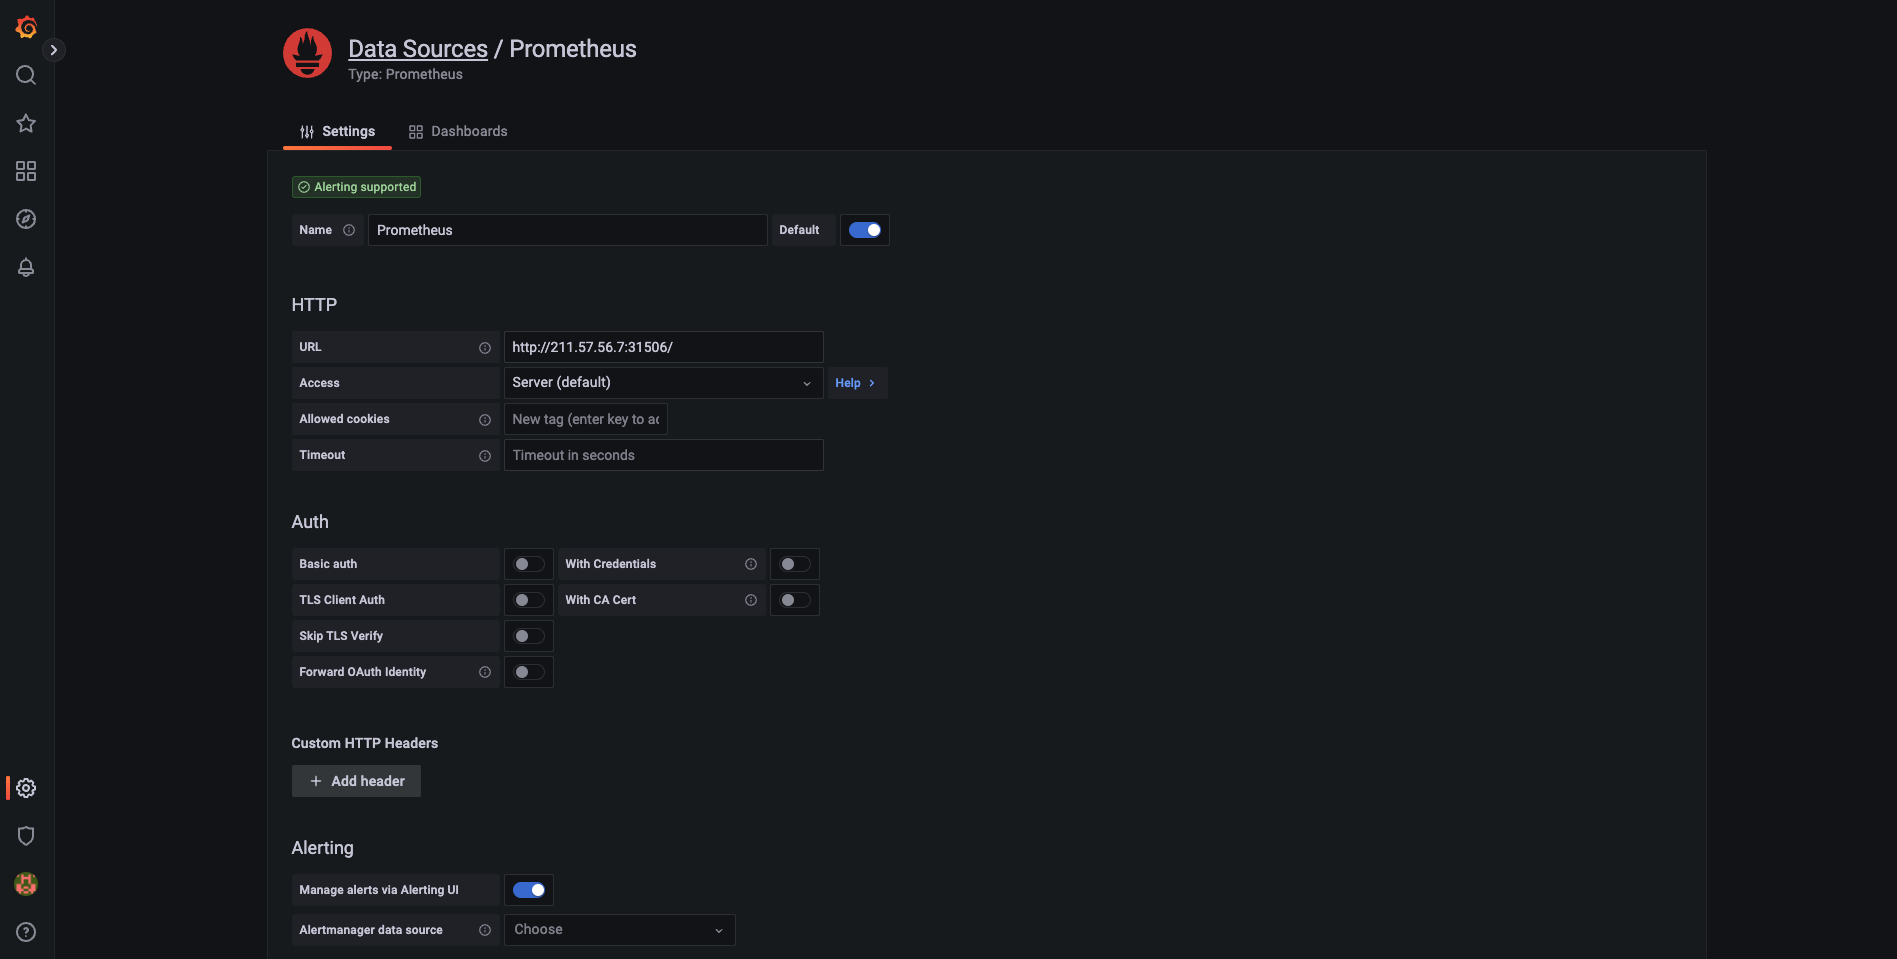 Data Sources / Prometheus
Type: Prometheus
Settings
Dashboards
Alerting supported
Name
Prometheus
Default
HTTP
URL
http://211.57.56.7:31506/
Access
Server (default)
Help
Allowed cookies
New tag (enter key to ac
Timeout
Timeout in seconds
Auth
Basic auth
With Credentials
TLS Client Auth
With CA Cert
Skip TLS Verify
Forward OAuth Identity
Custom HTTP Headers
+ Add header
Alerting
Manage alerts via Alerting UI
Alertmanager data source
Choose